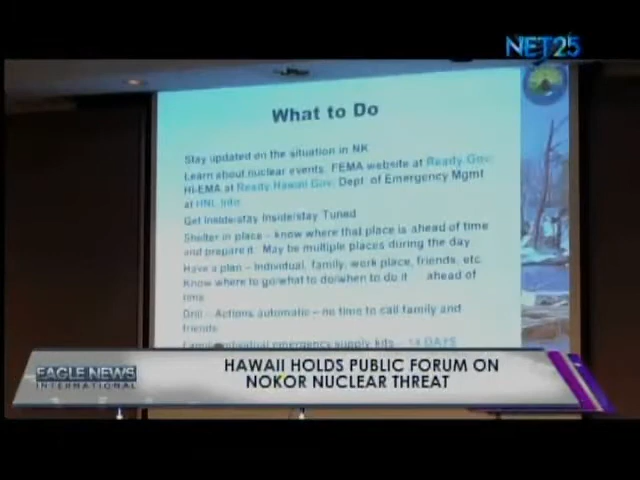 NET25
What to Do
Stay updated on the situation in NK
Learn about nuclear events, FEMA website at Ready.Gov;
HI-EMA at Ready Hawaii Gov; Dept. of Emergency Mgmt
at HNL Info
Get Inside/stay Inside/stay Tuned
Shelter in place – know where that place is ahead of time
and prepare it. May be multiple places during the day
Have a plan – individual, family, work place, friends, etc.
Know where to go/what to do/when to do it ahead of
time
Drill – Actions automatic – no time to call family and
friends
Family/individual emergency supply kits – 14 DAYS
EAGLE NEWS
INTERNATIONAL
HAWAII HOLDS PUBLIC FORUM ON
NOKOR NUCLEAR THREAT